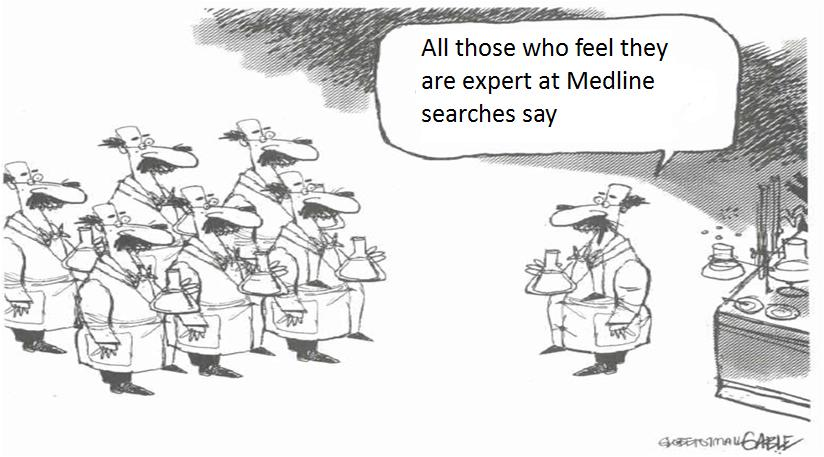 All those who feel they
are expert at Medline
searches say
GABLE